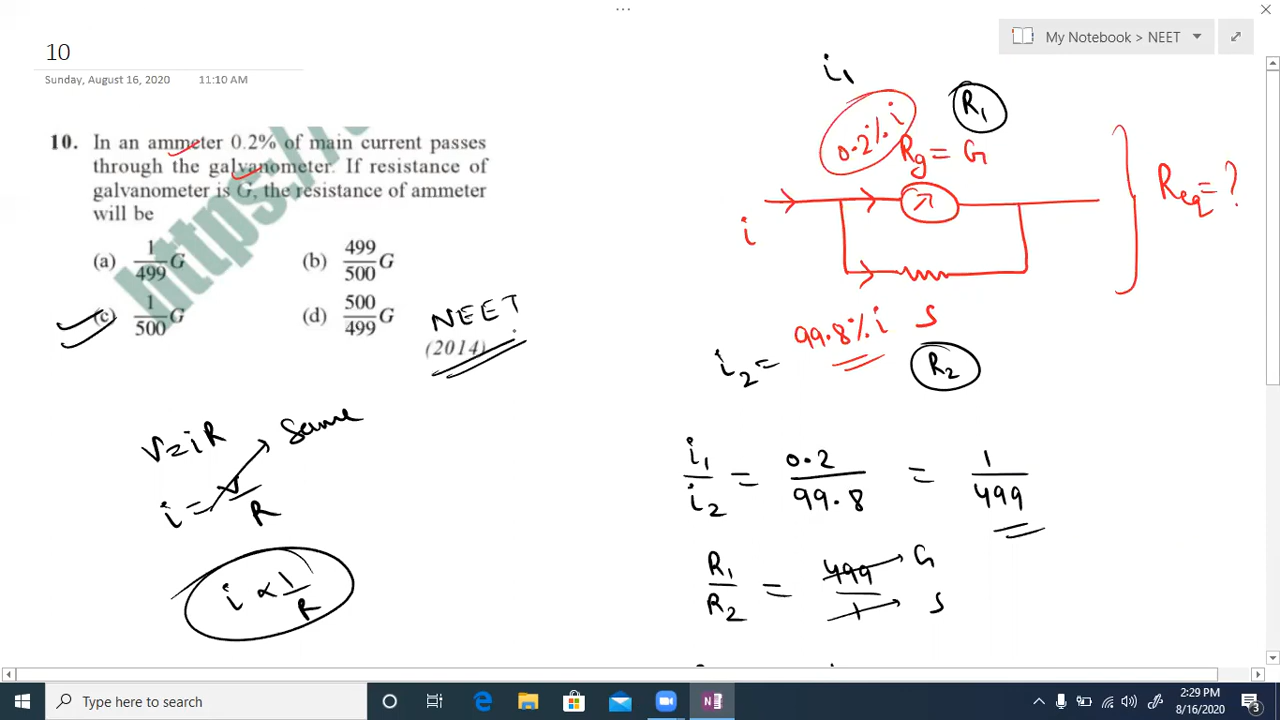 10
Sunday, August 16, 2020 11:10 AM
My Notebook > NEET
10. In an ammeter 0.2% of main current passes
through the galvanometer. If resistance of
galvanometer is G, the resistance of ammeter
will be
(a) 1/499 G (b) 499/500 G
(c) 1/500 G (d) 500/499 G
NEET
(2014)
https:/
i₁
0.2% i
R₁
Rg = G
i
Req = ?
99.8% i S
i₂ =
R₂
V=iR
Same
i = V/R
i ∝ 1/R
i₁/i₂ = 0.2/99.8 = 1/499
R₁/R₂ = 499/1
G
S
Type here to search
2:29 PM
8/16/2020
3